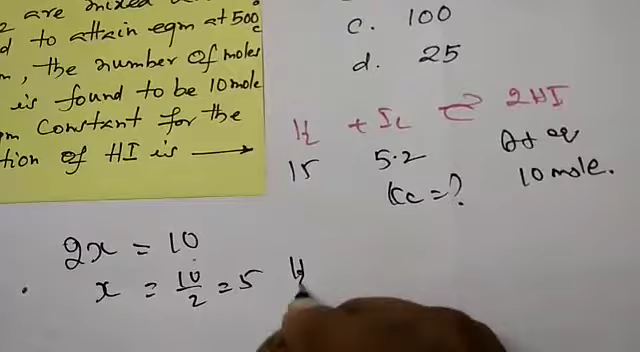 2 are mixed
d to attain eqm at 500°C
m, the number of moles
is found to be 10 mole
m constant for the
tion of HI is ⟶
c. 100
d. 25
H2 + I2 ⇌ 2HI
15 5.2 At eq
10 mole.
Kc = ?
2x = 10
x = 10/2 = 5 H